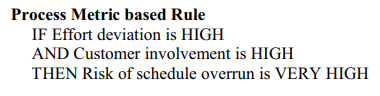 Process Metric based Rule
IF Effort deviation is HIGH
AND Customer involvement is HIGH
THEN Risk of schedule overrun is VERY HIGH